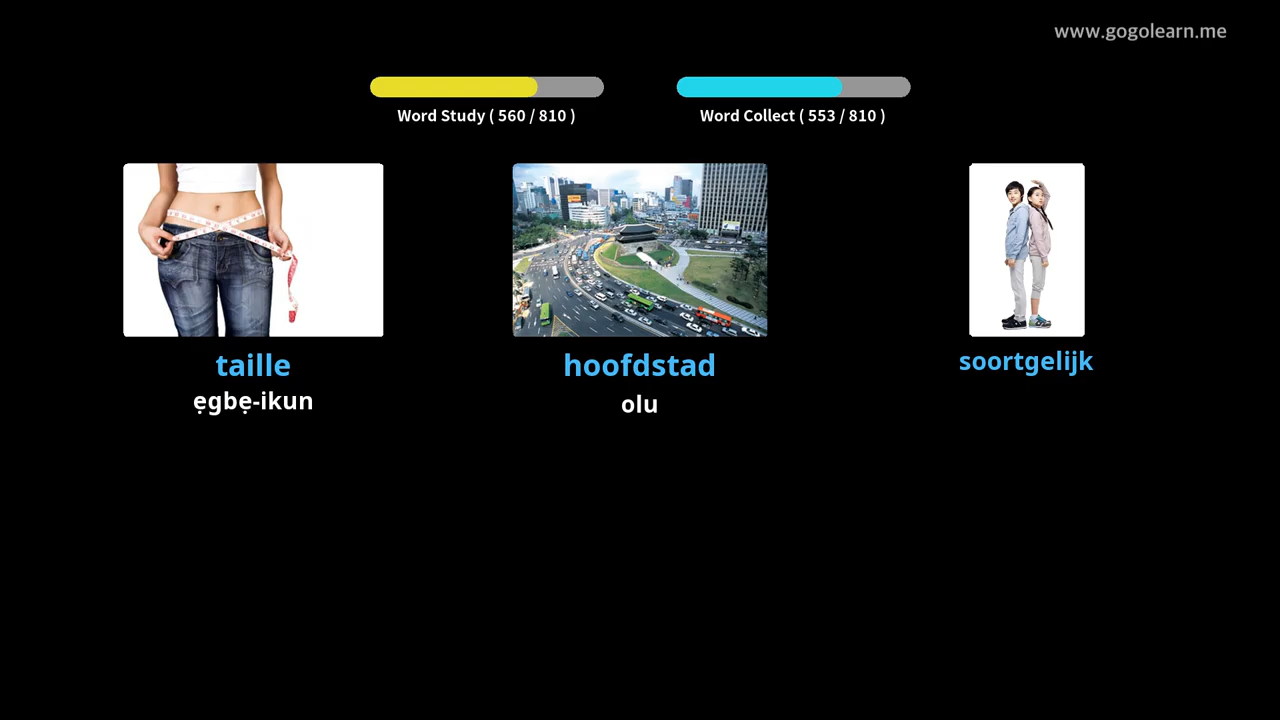 www.gogolearn.me
Word Study ( 560 / 810 )
Word Collect ( 553 / 810 )
taille
ẹgbẹ-ikun
hoofdstad
olu
soortgelijk